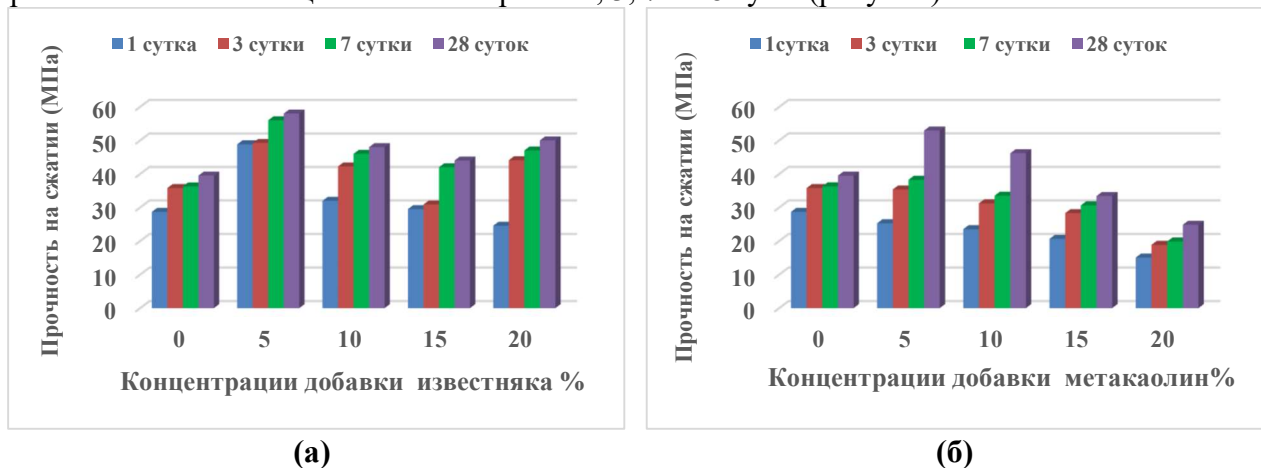 1 сутка 3 сутки 7 сутки 28 суток
Прочность на сжатии (МПа)
60
50
40
30
20
10
0
0 5 10 15 20
Концентрации добавки известняка %
(а)
1сутка 3 сутки 7 сутки 28 суток
Прочность на сжатии (МПа)
60
50
40
30
20
10
0
0 5 10 15 20
Концентрации добавки метакаолин%
(б)